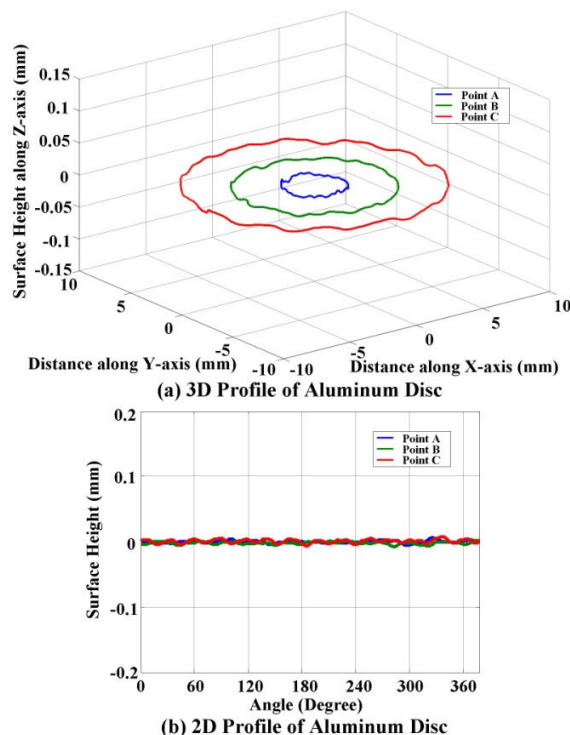 0.15
0.1
0.05
0
-0.05
-0.1
-0.15
Surface Height along Z-axis (mm)
Point A
Point B
Point C
10
5
0
-5
-10
Distance along Y-axis (mm)
-10
-5
0
5
10
Distance along X-axis (mm)
(a) 3D Profile of Aluminum Disc
0.2
0.1
0
-0.1
-0.2
Surface Height (mm)
Point A
Point B
Point C
0 60 120 180 240 300 360
Angle (Degree)
(b) 2D Profile of Aluminum Disc